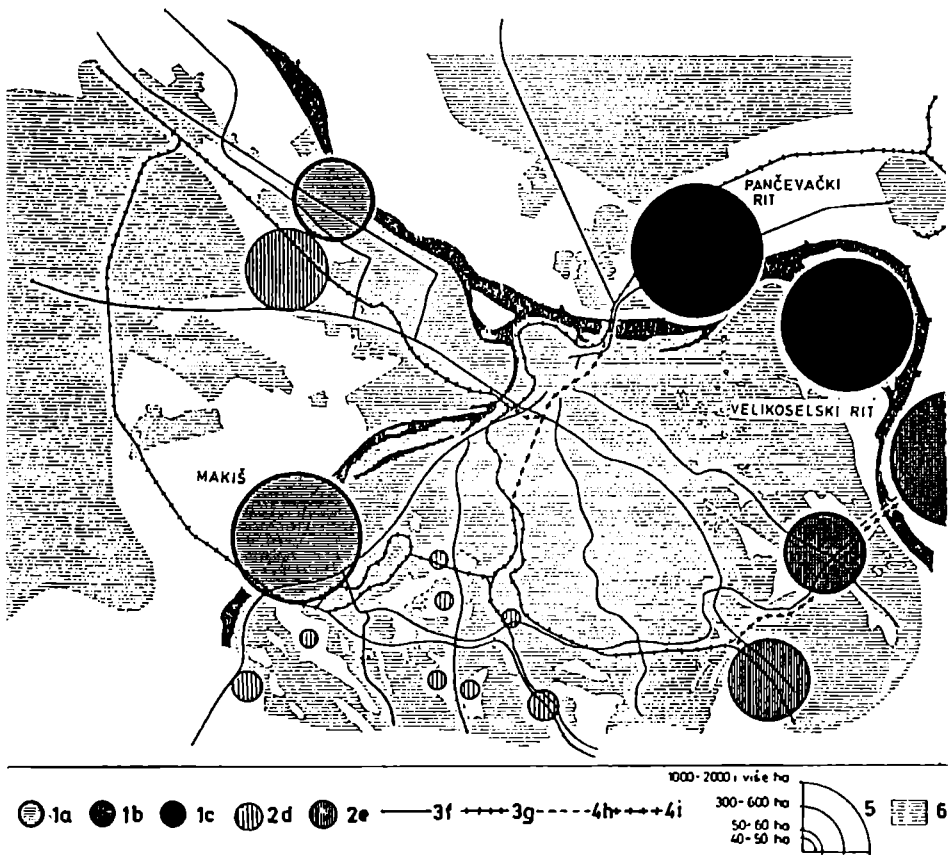 PANČEVAČKI
RIT
VELIKOSELSKI RIT
MAKIŠ
1a 1b 1c 2d 2e 3f 3g 4h 4i
1000-2000 i više ha
300-600 ha
50-60 ha
40-50 ha
5 6